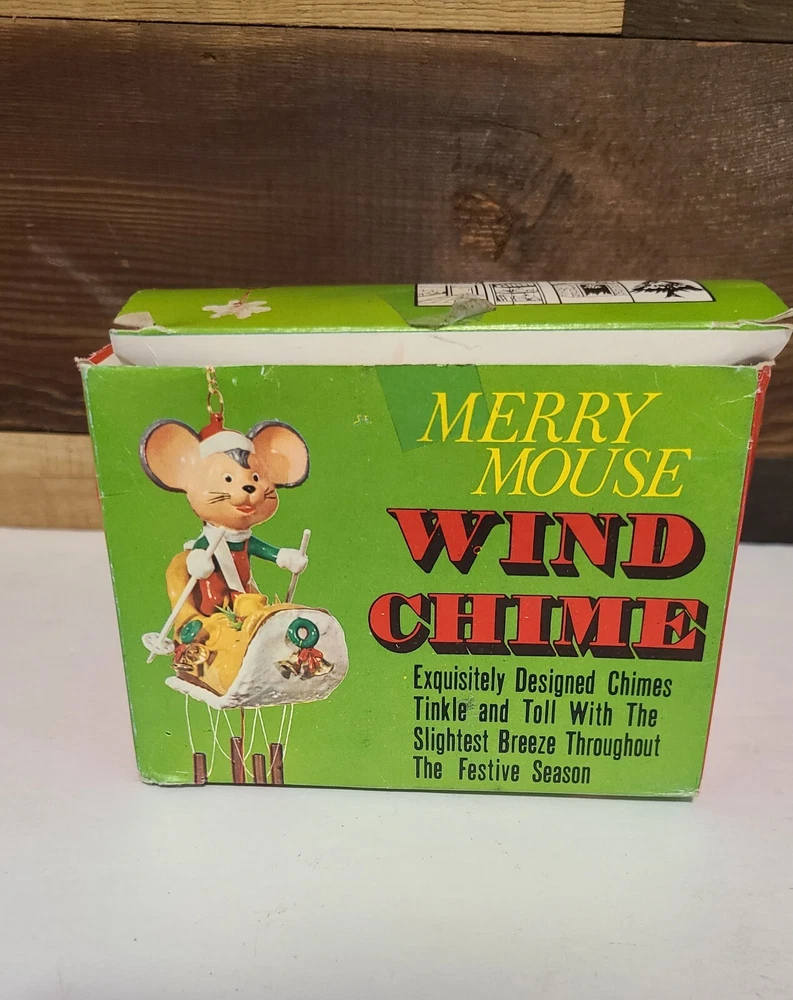 MERRY
MOUSE
WIND
CHIME
Exquisitely Designed Chimes
Tinkle and Toll With The
Slightest Breeze Throughout
The Festive Season